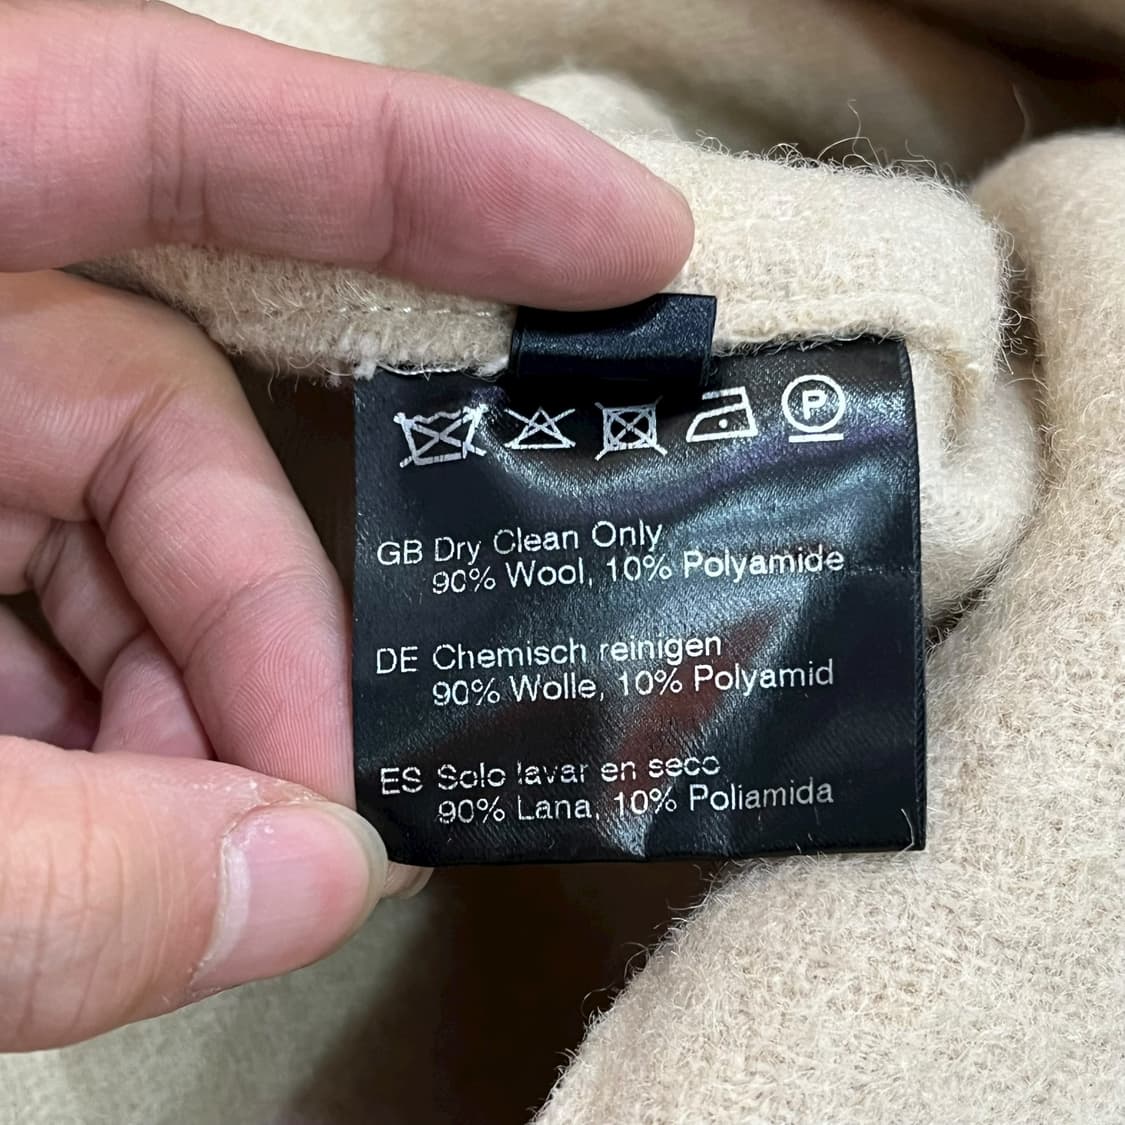 P
GB Dry Clean Only
90% Wool, 10% Polyamide
DE Chemisch reinigen
90% Wolle, 10% Polyamid
ES Solo lavar en seco
90% Lana, 10% Poliamida